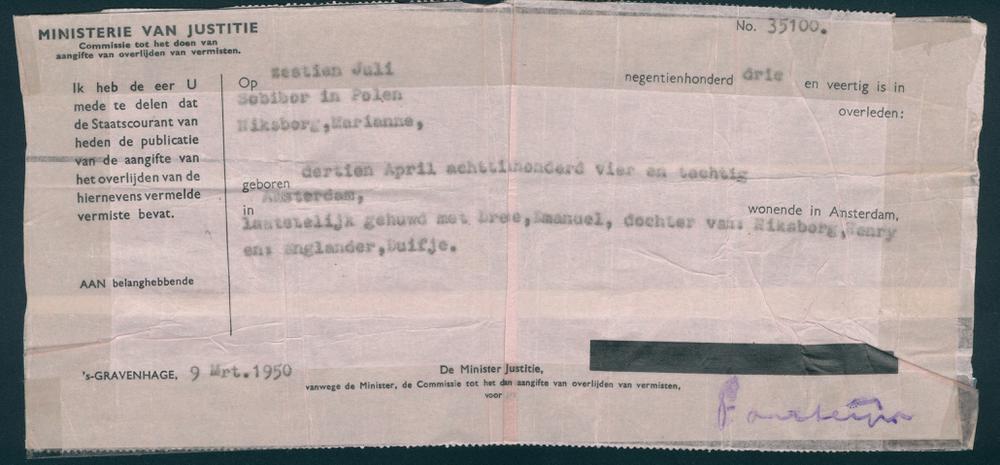 MINISTERIE VAN JUSTITIE
Commissie tot het doen van
aangifte van overlijden van vermisten.
No. 35100.
Ik heb de eer U
mede te delen dat
de Staatscourant van
heden de publicatie
van de aangifte van
het overlijden van de
hiernevens vermelde
vermiste bevat.
AAN belanghebbende
Op zestien Juli negentienhonderd drie en veertig is in
Sobibor in Polen overleden:
Niksborg, Marianne,
geboren dertien April achttinhonderd vier en tachtig
in Amsterdam, wonende in Amsterdam,
laatstelijk gehuwd met Dree, Emanuel, dochter van: Niksborg, Henry
en: Englander, Duifje.
's-GRAVENHAGE, 9 Mrt. 1950
De Minister Justitie,
vanwege de Minister, de Commissie tot het dan aangifte van overlijden van vermisten,
voor